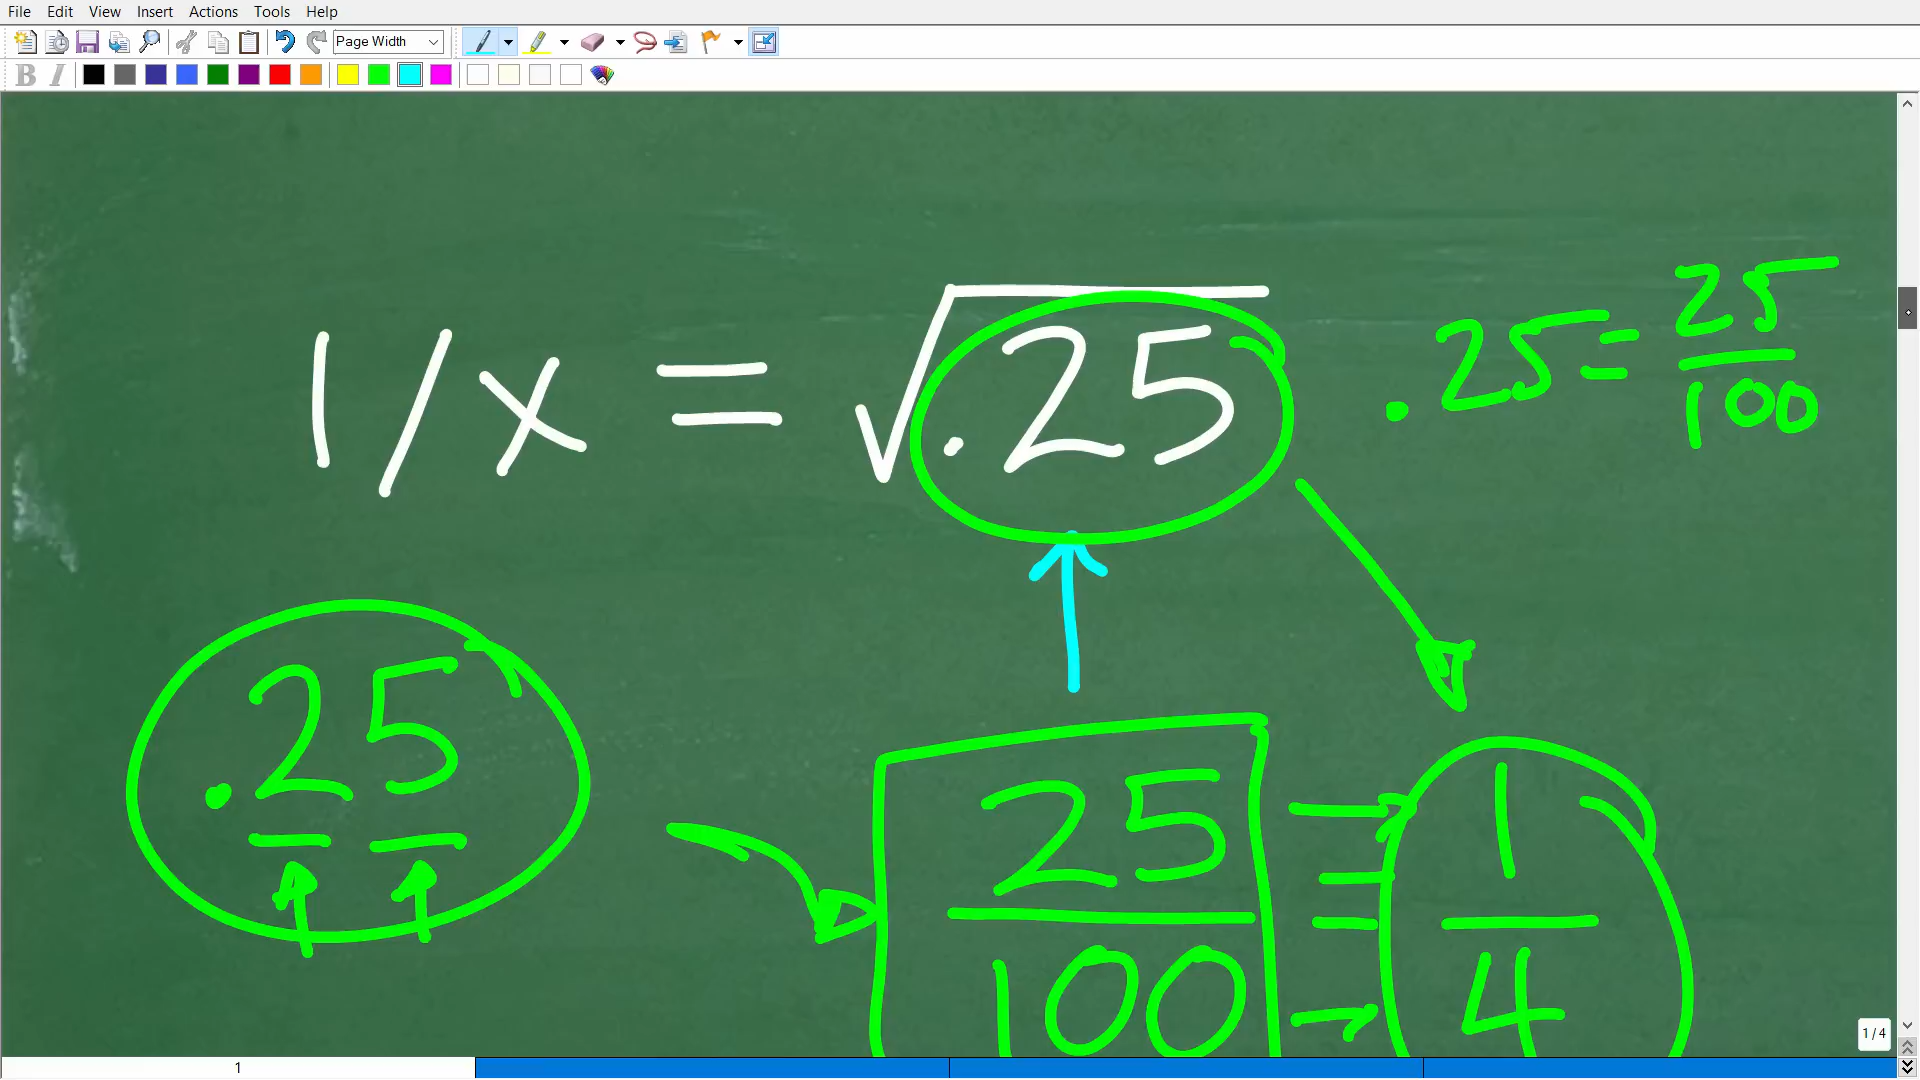 File Edit View Insert Actions Tools Help
Page Width
B I
1/x = √.25
.25 = 25/100
.25
25/100 = 1/4
1 / 4
1